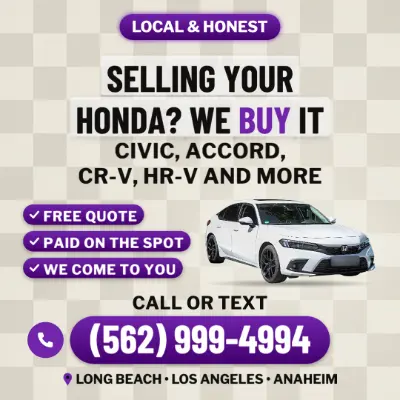 LOCAL & HONEST
SELLING YOUR
HONDA? WE BUY IT
CIVIC, ACCORD,
CR-V, HR-V AND MORE
FREE QUOTE
PAID ON THE SPOT
WE COME TO YOU
CALL OR TEXT
(562) 999-4994
LONG BEACH • LOS ANGELES • ANAHEIM